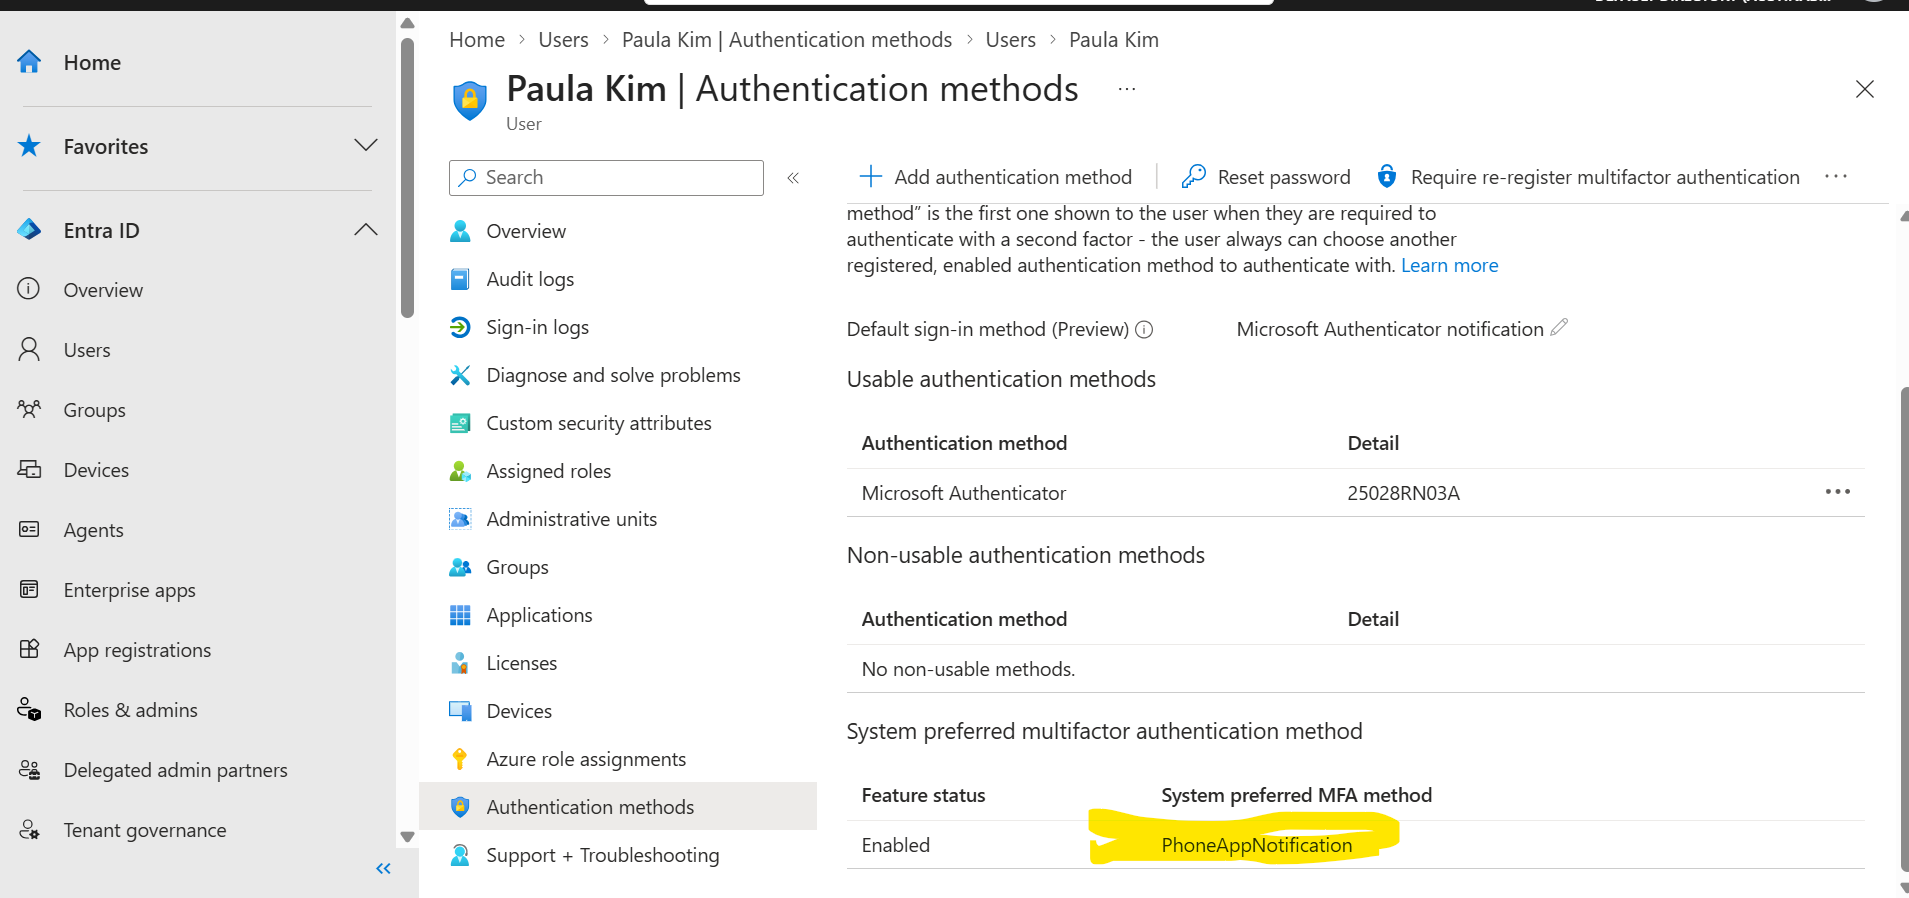 Home > Users > Paula Kim | Authentication methods > Users > Paula Kim
Paula Kim | Authentication methods ...
User
Home
Favorites
Entra ID
Overview
Users
Groups
Devices
Agents
Enterprise apps
App registrations
Roles & admins
Delegated admin partners
Tenant governance
Search
Overview
Audit logs
Sign-in logs
Diagnose and solve problems
Custom security attributes
Assigned roles
Administrative units
Groups
Applications
Licenses
Devices
Azure role assignments
Authentication methods
Support + Troubleshooting
Add authentication method | Reset password Require re-register multifactor authentication ...
method” is the first one shown to the user when they are required to
authenticate with a second factor - the user always can choose another
registered, enabled authentication method to authenticate with. Learn more
Default sign-in method (Preview) Microsoft Authenticator notification
Usable authentication methods
Authentication method Detail
Microsoft Authenticator 25028RN03A ...
Non-usable authentication methods
Authentication method Detail
No non-usable methods.
System preferred multifactor authentication method
Feature status System preferred MFA method
Enabled PhoneAppNotification